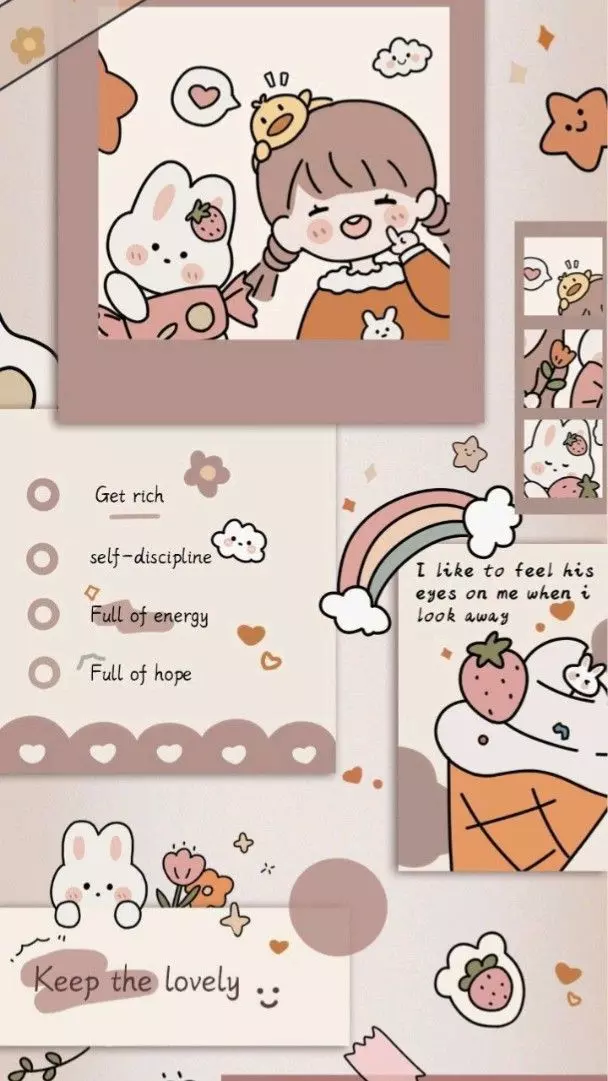 Get rich
self-discipline
Full of energy
Full of hope
I like to feel his
eyes on me when i
look away
Keep the lovely